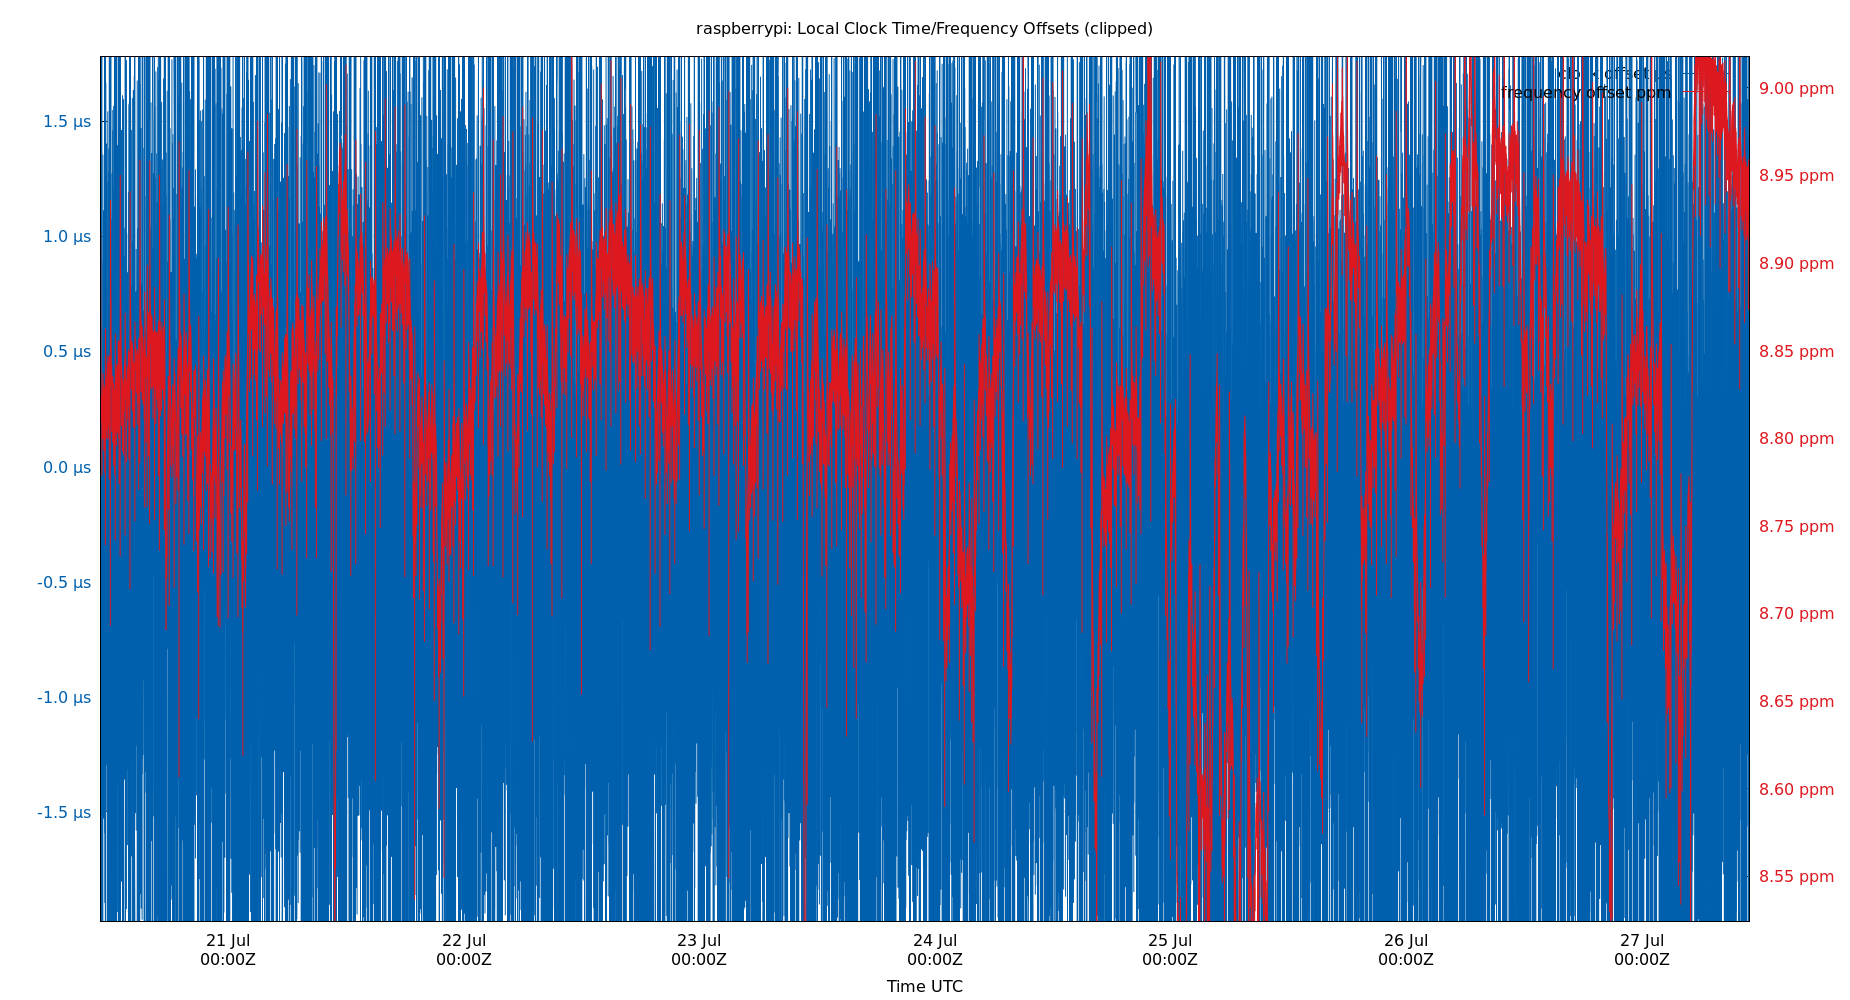 raspberrypi: Local Clock Time/Frequency Offsets (clipped)
clock offset μs
frequency offset ppm
1.5 μs
1.0 μs
0.5 μs
0.0 μs
-0.5 μs
-1.0 μs
-1.5 μs
9.00 ppm
8.95 ppm
8.90 ppm
8.85 ppm
8.80 ppm
8.75 ppm
8.70 ppm
8.65 ppm
8.60 ppm
8.55 ppm
21 Jul 22 Jul 23 Jul 24 Jul 25 Jul 26 Jul 27 Jul
00:00Z 00:00Z 00:00Z 00:00Z 00:00Z 00:00Z 00:00Z
Time UTC